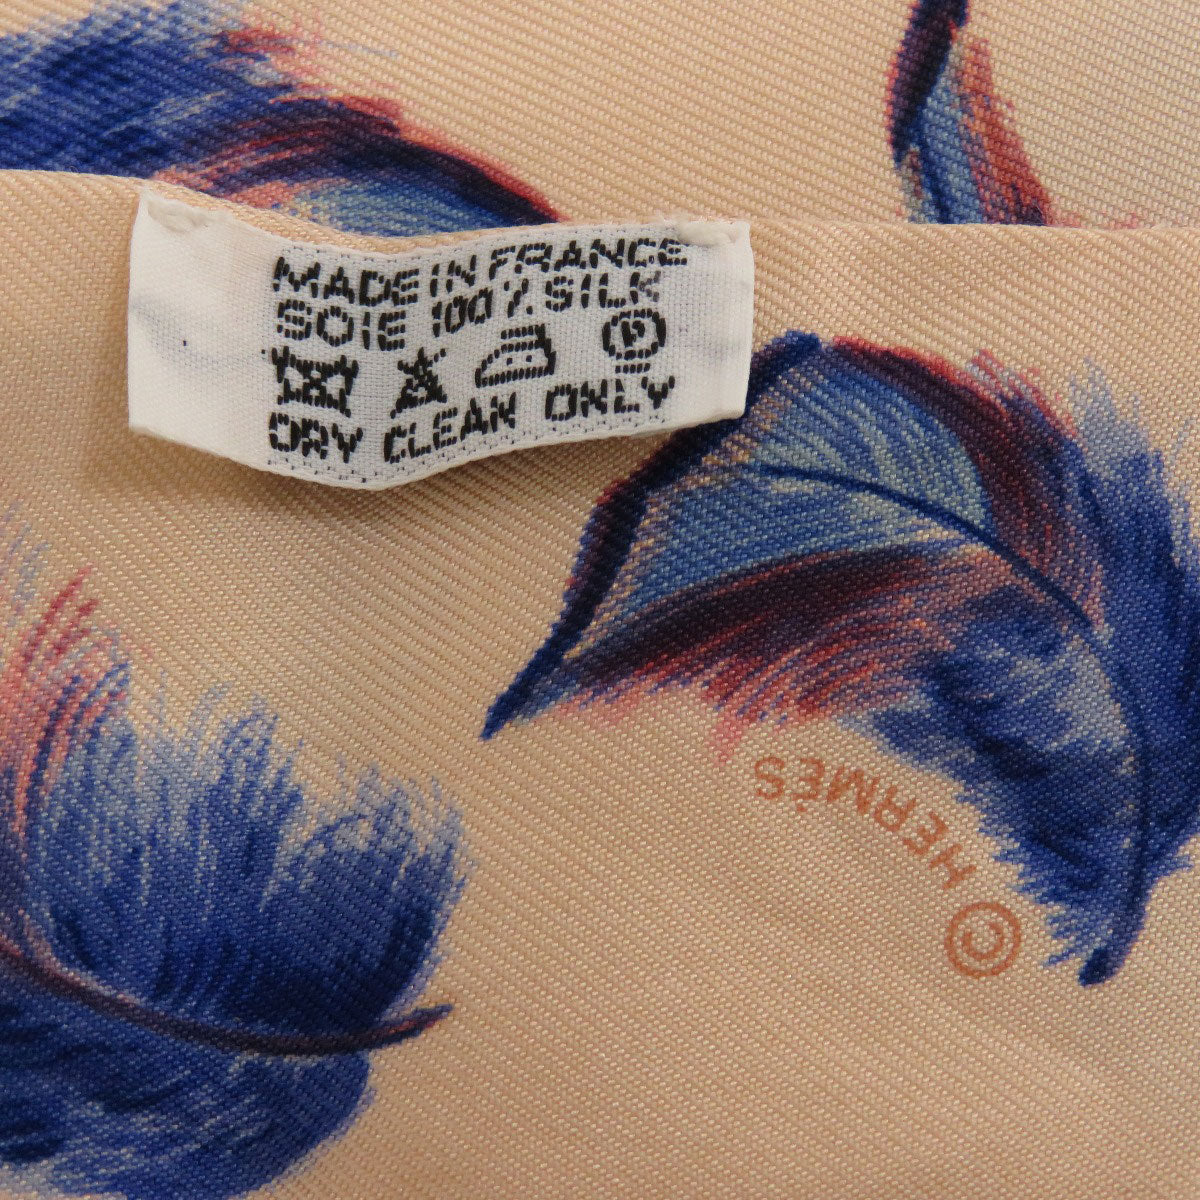 MADE IN FRANCE
SOIE 100% SILK
P
DRY CLEAN ONLY
© HERMÈS